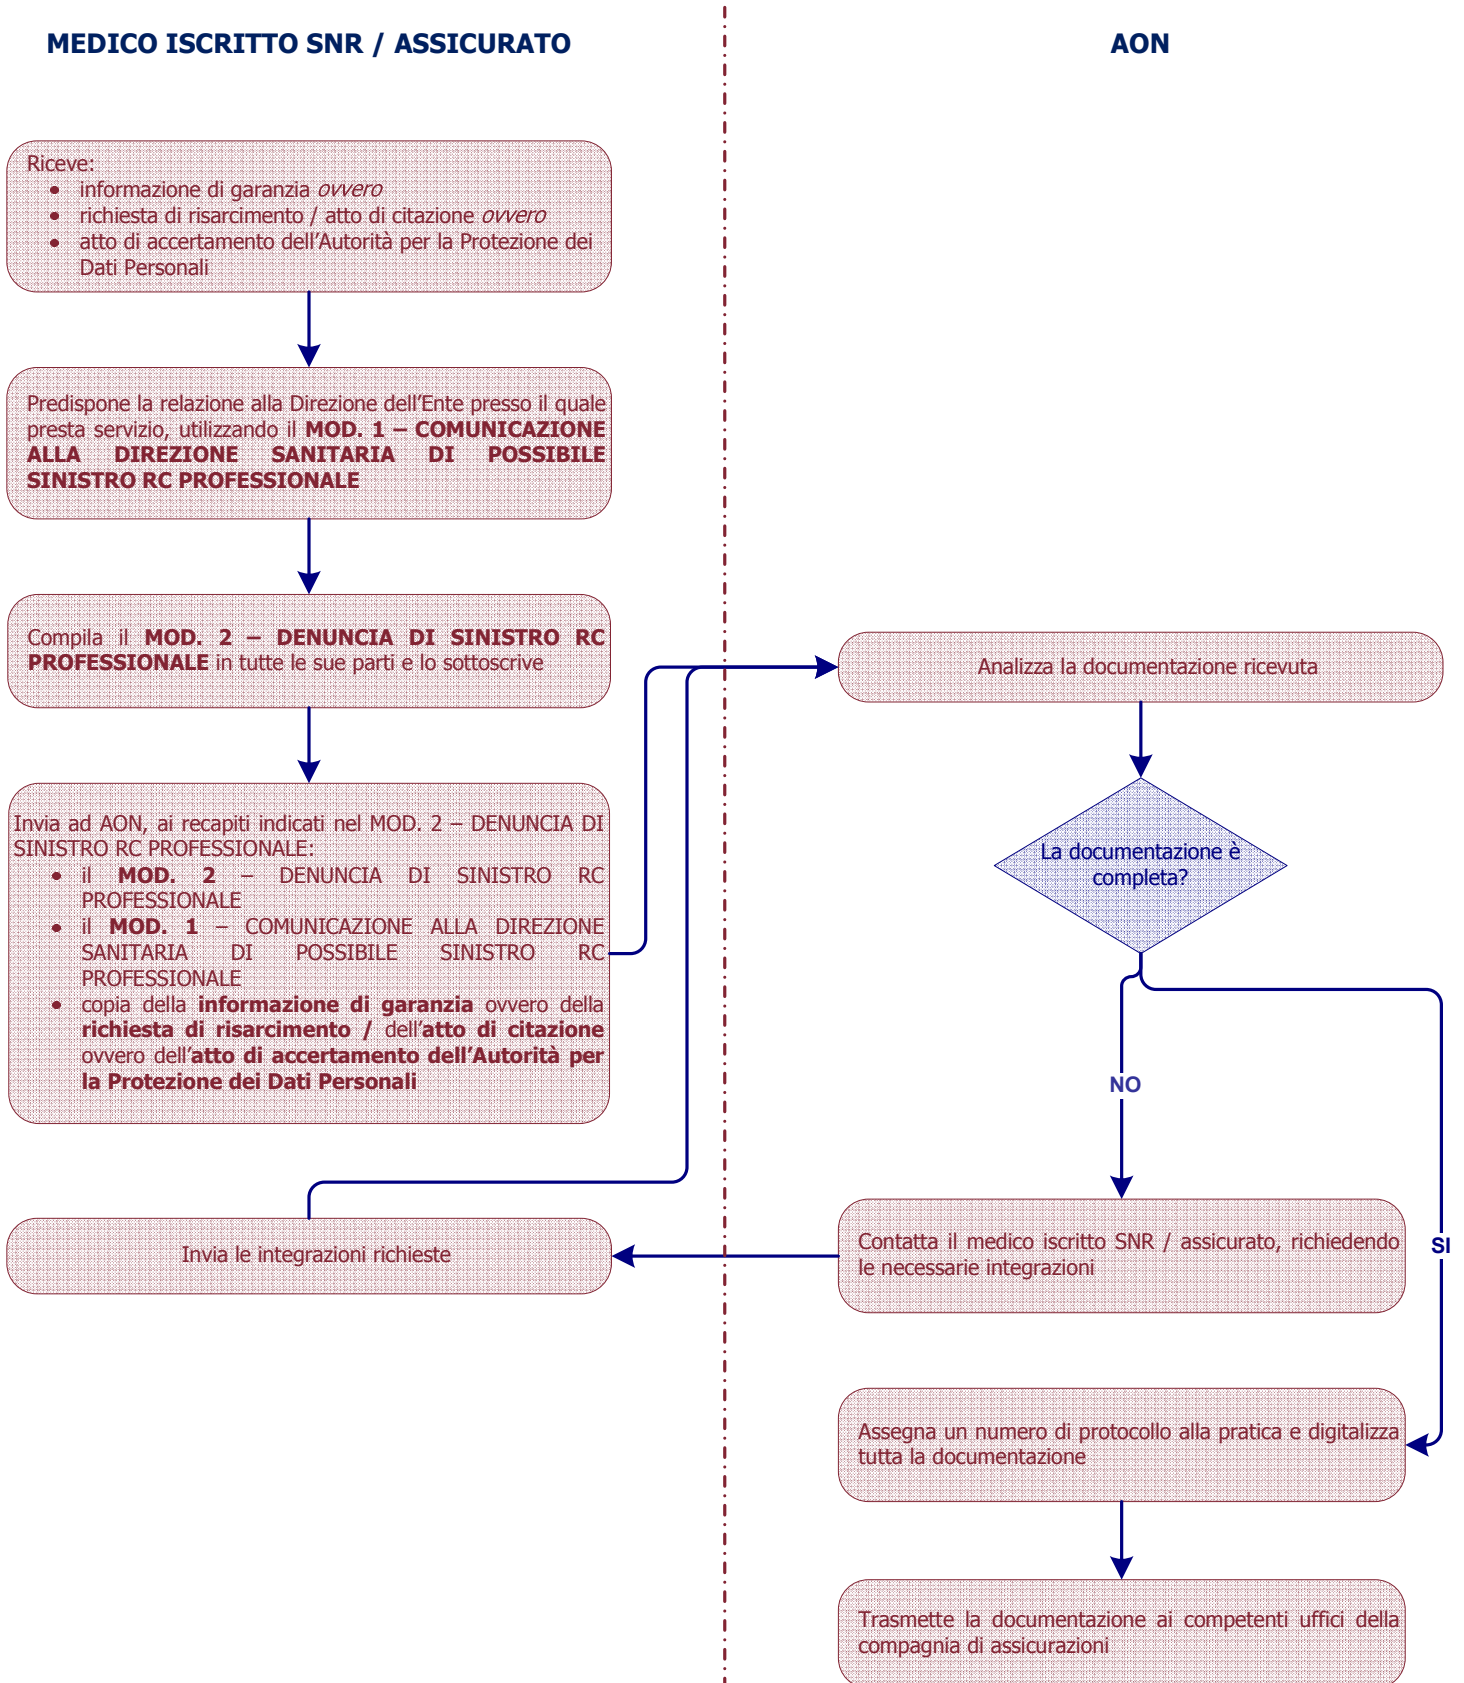 MEDICO ISCRITTO SNR / ASSICURATO
AON
Riceve:
• informazione di garanzia ovvero
• richiesta di risarcimento / atto di citazione ovvero
• atto di accertamento dell’Autorità per la Protezione dei
Dati Personali
Predispone la relazione alla Direzione dell’Ente presso il quale
presta servizio, utilizzando il MOD. 1 – COMUNICAZIONE
ALLA DIREZIONE SANITARIA DI POSSIBILE
SINISTRO RC PROFESSIONALE
Compila il MOD. 2 – DENUNCIA DI SINISTRO RC
PROFESSIONALE in tutte le sue parti e lo sottoscrive
Invia ad AON, ai recapiti indicati nel MOD. 2 – DENUNCIA DI
SINISTRO RC PROFESSIONALE:
• il MOD. 2 – DENUNCIA DI SINISTRO RC
PROFESSIONALE
• il MOD. 1 – COMUNICAZIONE ALLA DIREZIONE
SANITARIA DI POSSIBILE SINISTRO RC
PROFESSIONALE
• copia della informazione di garanzia ovvero della
richiesta di risarcimento / dell’atto di citazione
ovvero dell’atto di accertamento dell’Autorità per
la Protezione dei Dati Personali
Analizza la documentazione ricevuta
La documentazione è
completa?
NO
SI
Contatta il medico iscritto SNR / assicurato, richiedendo
le necessarie integrazioni
Invia le integrazioni richieste
Assegna un numero di protocollo alla pratica e digitalizza
tutta la documentazione
Trasmette la documentazione ai competenti uffici della
compagnia di assicurazioni